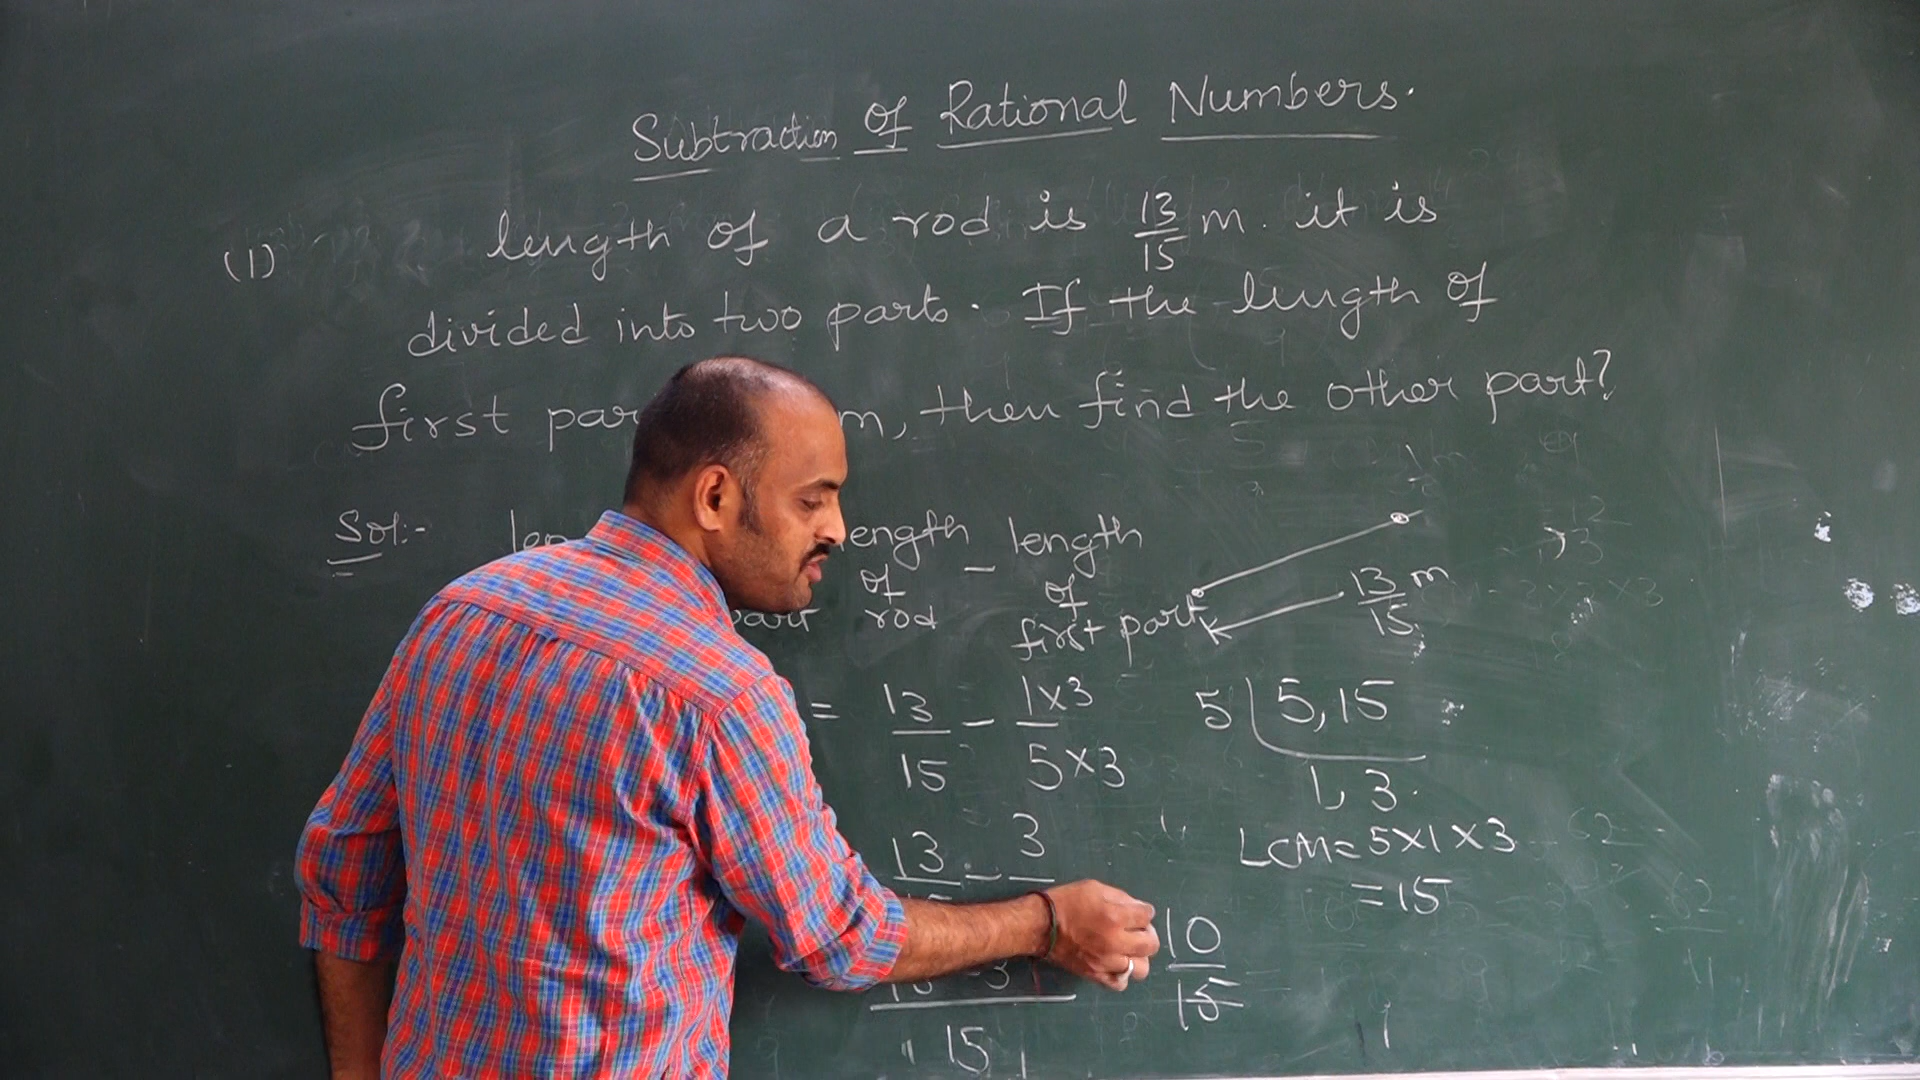 Subtraction of Rational Numbers.
(1) length of a rod is 13/15 m. it is
divided into two parts. If the length of
first par m, then find the other part?
Sol:- len ength - length
of of
part rod first part
13/15 m
= 13/15 - 1×3/5×3
5 | 5, 15
1, 3.
13 - 3
LCM = 5×1×3
= 15
13-3/15
10/15